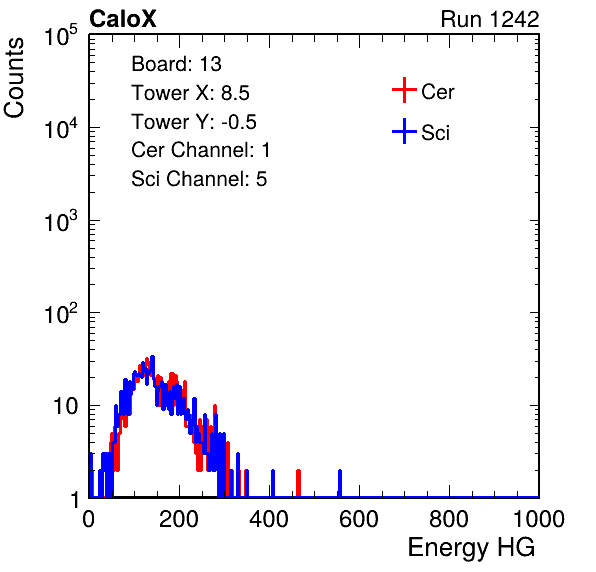 CaloX Run 1242
Counts
Board: 13
Tower X: 8.5
Tower Y: -0.5
Cer Channel: 1
Sci Channel: 5
Cer
Sci
10^5
10^4
10^3
10^2
10
1
0 200 400 600 800 1000
Energy HG